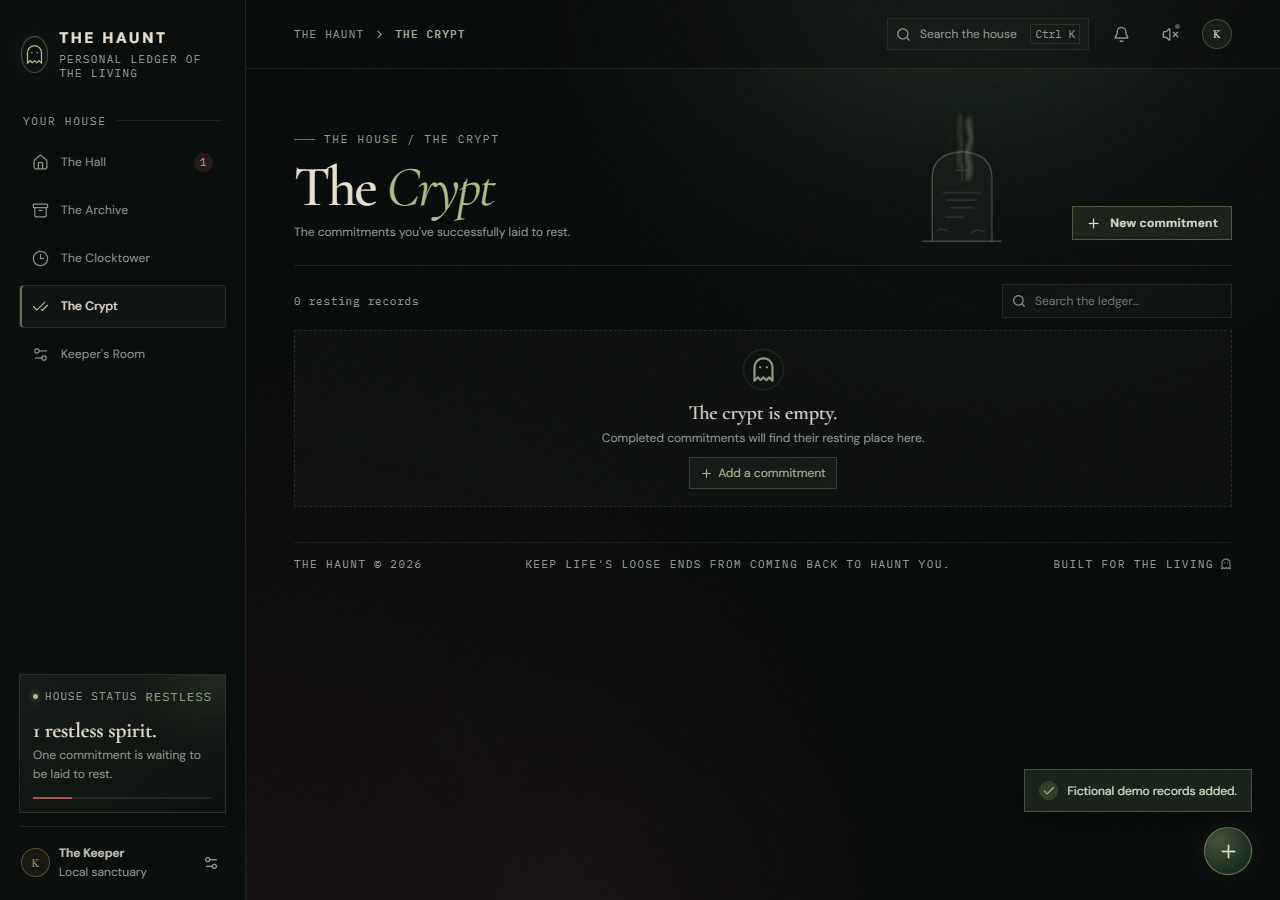 THE HAUNT
PERSONAL LEDGER OF
THE LIVING
YOUR HOUSE
The Hall 1
The Archive
The Clocktower
The Crypt
Keeper's Room
HOUSE STATUS RESTLESS
1 restless spirit.
One commitment is waiting to
be laid to rest.
K The Keeper
Local sanctuary
THE HAUNT > THE CRYPT
Search the house Ctrl K
K
THE HOUSE / THE CRYPT
The Crypt
The commitments you've successfully laid to rest.
+ New commitment
0 resting records
Search the ledger…
The crypt is empty.
Completed commitments will find their resting place here.
+ Add a commitment
THE HAUNT © 2026
KEEP LIFE'S LOOSE ENDS FROM COMING BACK TO HAUNT YOU.
BUILT FOR THE LIVING
Fictional demo records added.
+